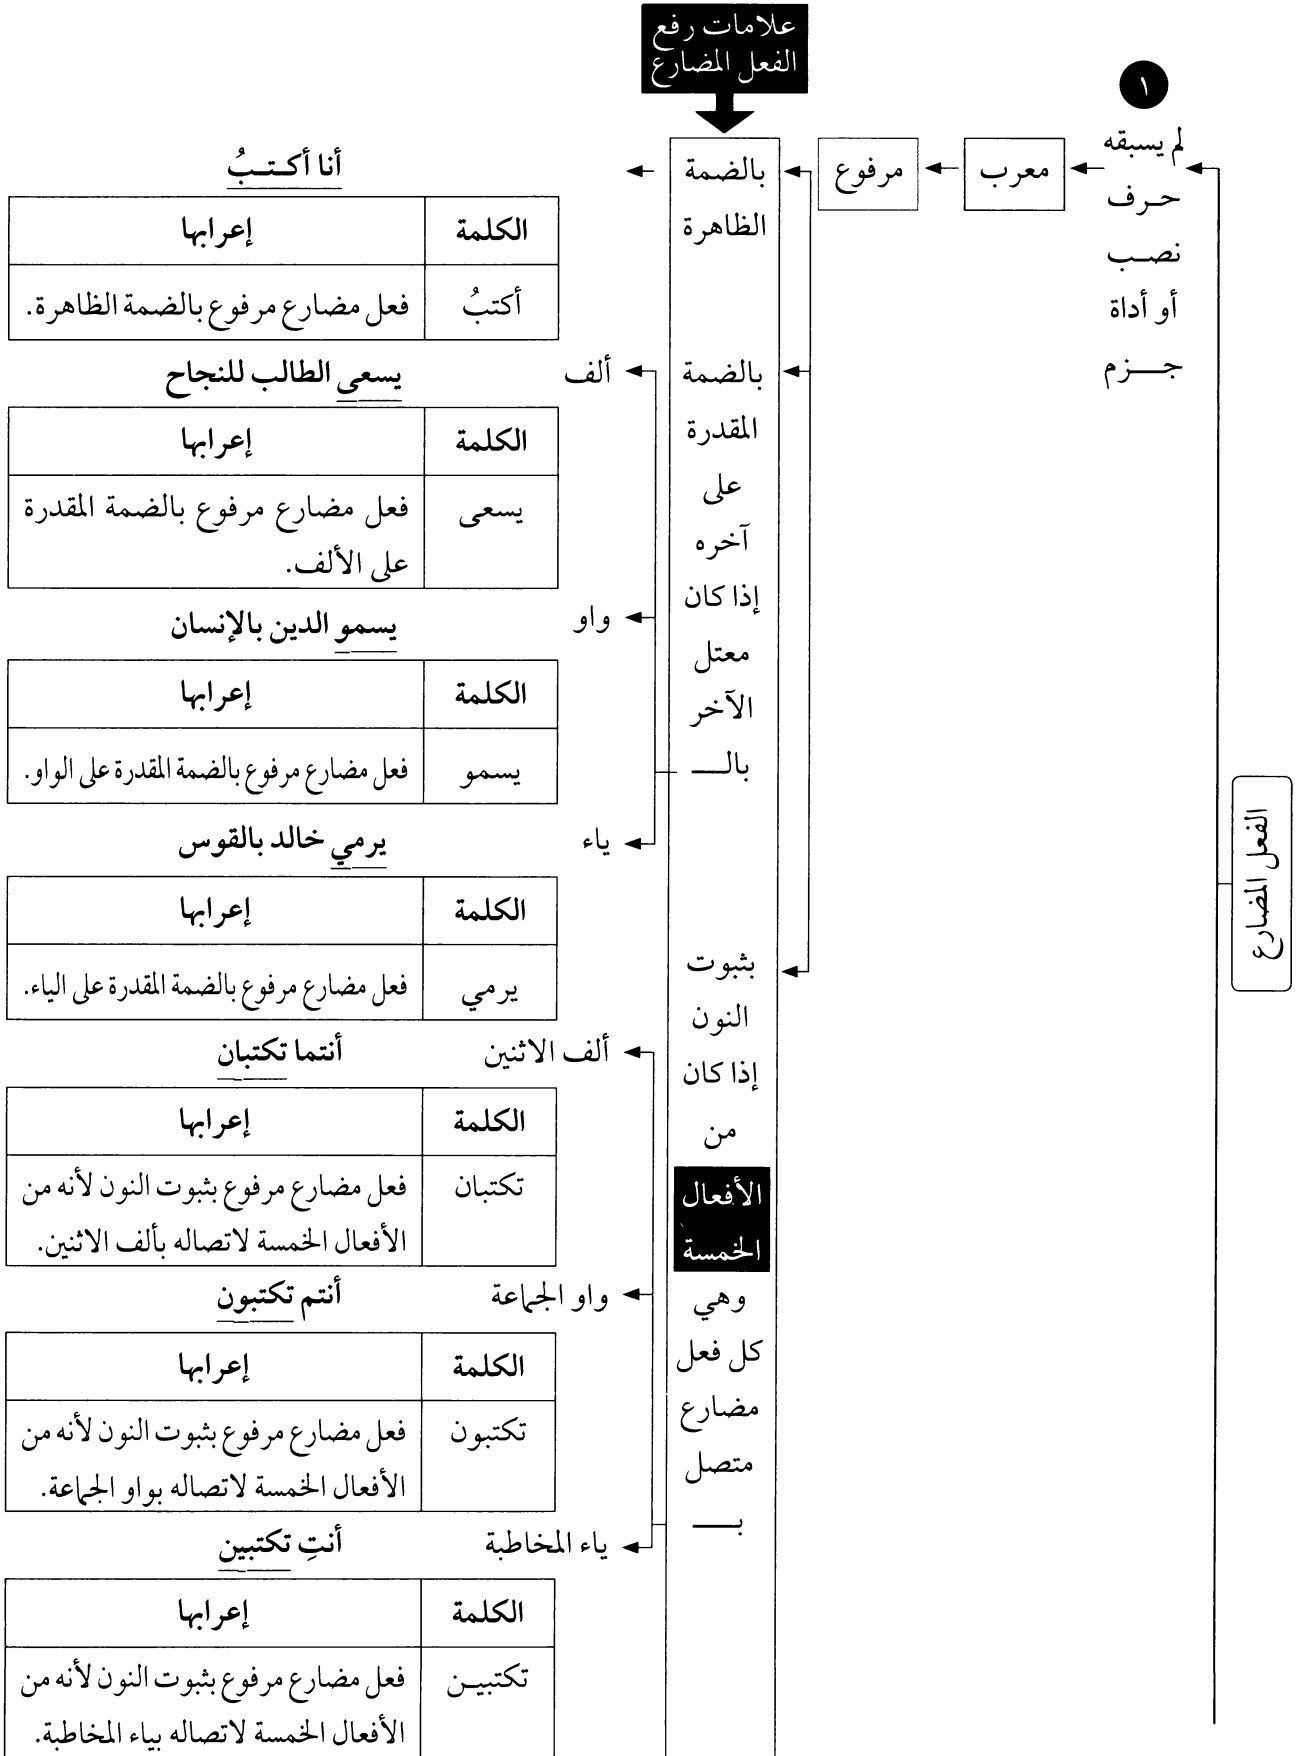 علامات رفع
الفعل المضارع
١
لم يسبقه
حـرف
نصـب
أو أداة
جــزم
معرب
مرفوع
الفعل المضارع
بالضمة
الظاهرة
أنا أكـتـبُ
الكلمة إعرابها
أكتبُ فعل مضارع مرفوع بالضمة الظاهرة.
بالضمة
المقدرة
على
آخره
إذا كان
معتل
الآخر
بالــ
ألف
يسعى الطالب للنجاح
الكلمة إعرابها
يسعى فعل مضارع مرفوع بالضمة المقدرة
على الألف.
واو
يسمو الدين بالإنسان
الكلمة إعرابها
يسمو فعل مضارع مرفوع بالضمة المقدرة على الواو.
ياء
يرمي خالد بالقوس
الكلمة إعرابها
يرمي فعل مضارع مرفوع بالضمة المقدرة على الياء.
بثبوت
النون
إذا كان
من
الأفعال
الخمسة
وهي
كل فعل
مضارع
متصل
بــ
ألف الاثنين
أنتما تكتبان
الكلمة إعرابها
تكتبان فعل مضارع مرفوع بثبوت النون لأنه من
الأفعال الخمسة لاتصاله بألف الاثنين.
واو الجماعة
أنتم تكتبون
الكلمة إعرابها
تكتبون فعل مضارع مرفوع بثبوت النون لأنه من
الأفعال الخمسة لاتصاله بواو الجماعة.
ياء المخاطبة
أنتِ تكتبين
الكلمة إعرابها
تكتبيـن فعل مضارع مرفوع بثبوت النون لأنه من
الأفعال الخمسة لاتصاله بياء المخاطبة.